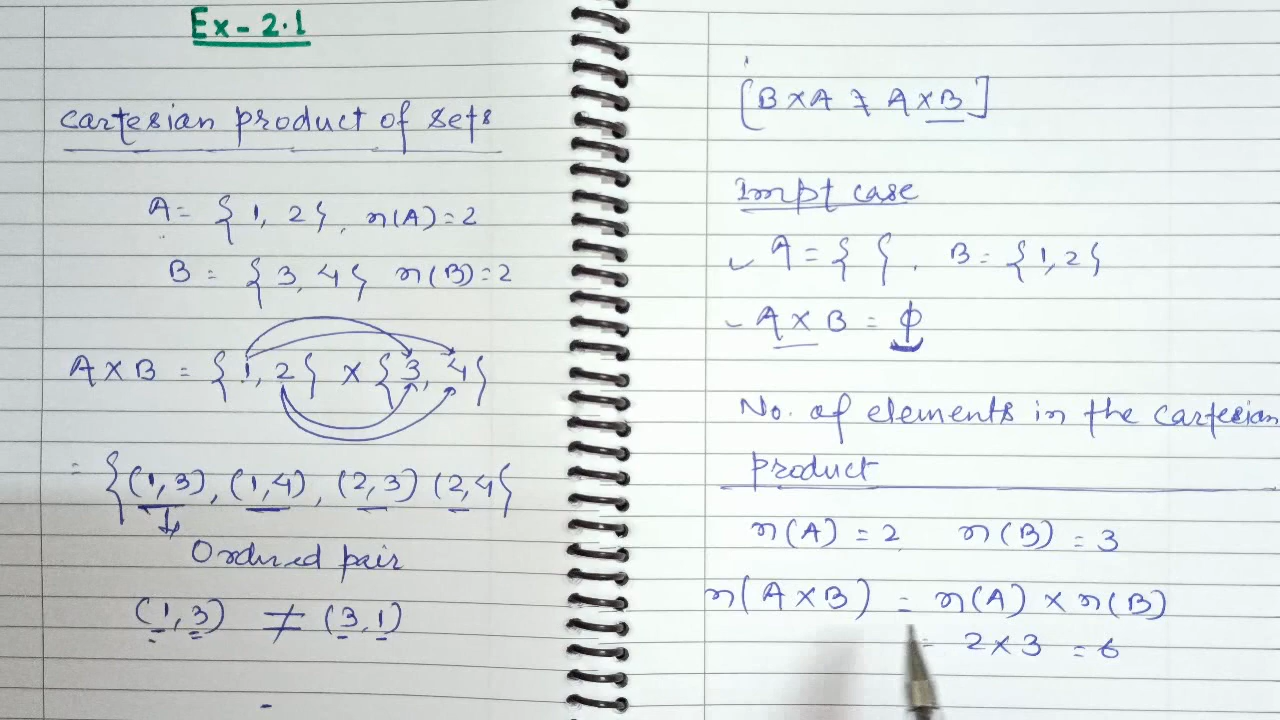 Ex-2.1
Cartesian product of sets
A = { 1, 2 }, n(A) = 2
B = { 3, 4 } n(B) = 2
A × B = { 1, 2 } × { 3, 4 }
= { (1,3), (1,4), (2,3) (2,4 }
Ordered pair
(1,3) ≠ (3,1)
[ B × A ≠ A × B ]
Impt case
✓ A = { }, B = { 1,2 }
✓ A × B = ϕ
No. of elements in the cartesian
product
n(A) = 2, n(B) = 3
n(A × B) = n(A) × n(B)
= 2 × 3 = 6